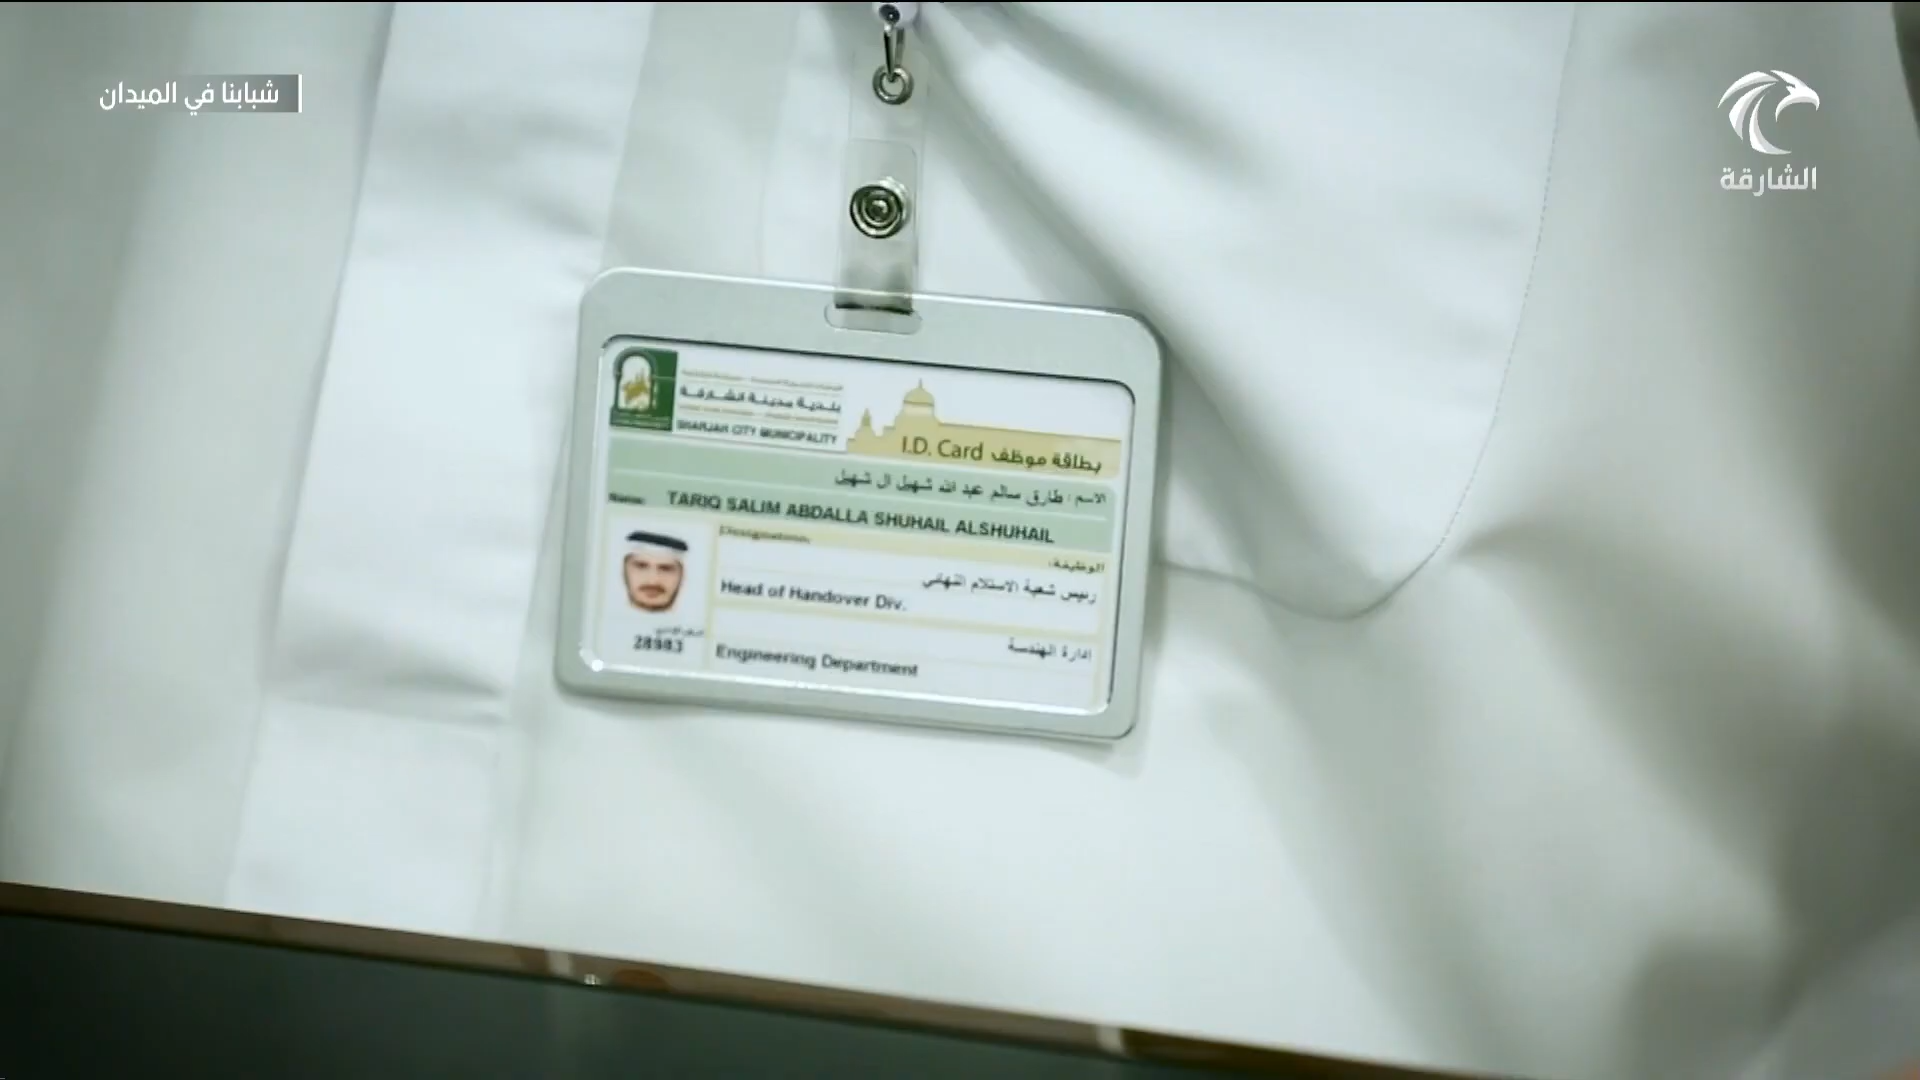 شبابنا في الميدان
الشارقة
بلدية مدينة الشارقة
SHARJAH CITY MUNICIPALITY
بطاقة موظف I.D. Card
الاسم: طارق سالم عبد الله شهيل ال شهيل
Name: TARIQ SALIM ABDALLA SHUHAIL ALSHUHAIL
Designation:
الوظيفة:
رئيس شعبة الاستلام النهائي
Head of Handover Div.
28983
ادارة الهندسة
Engineering Department